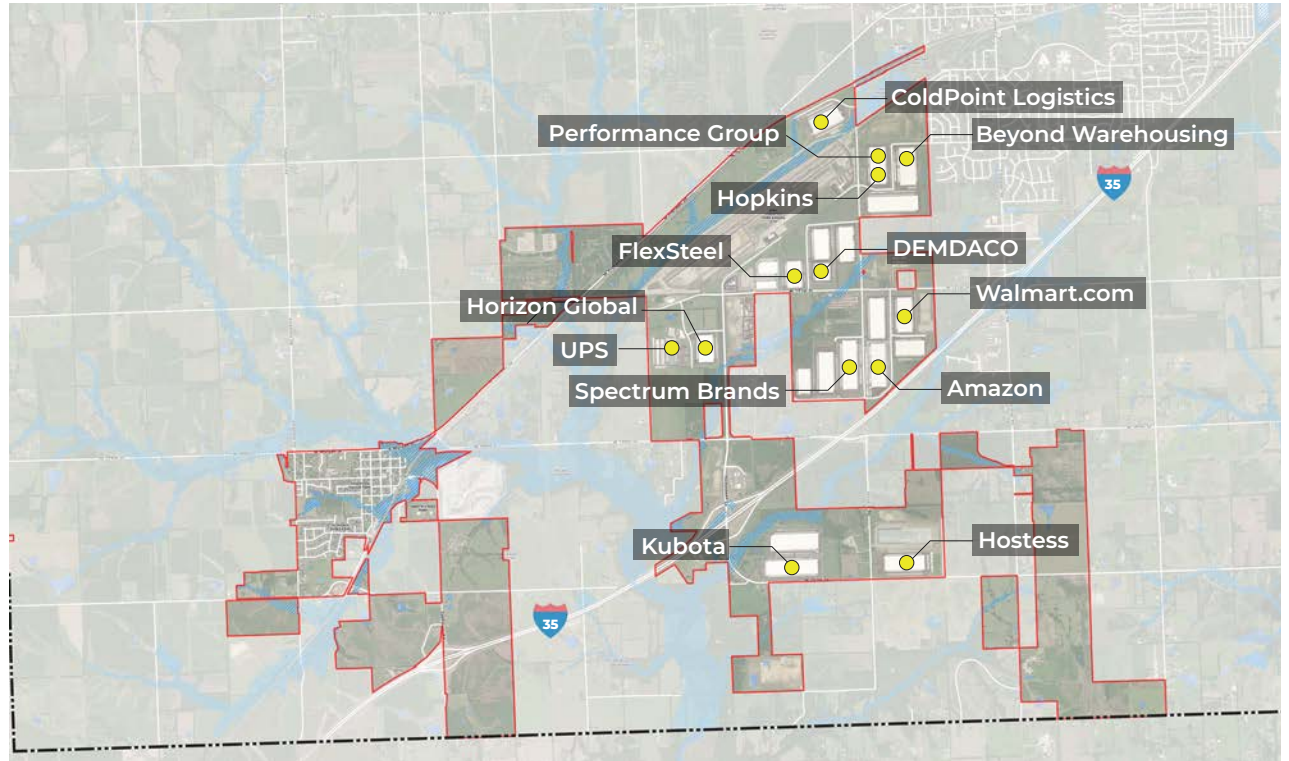 ColdPoint Logistics
Performance Group
Beyond Warehousing
35
Hopkins
FlexSteel
DEMDACO
Walmart.com
Horizon Global
UPS
Spectrum Brands
Amazon
Kubota
Hostess
35